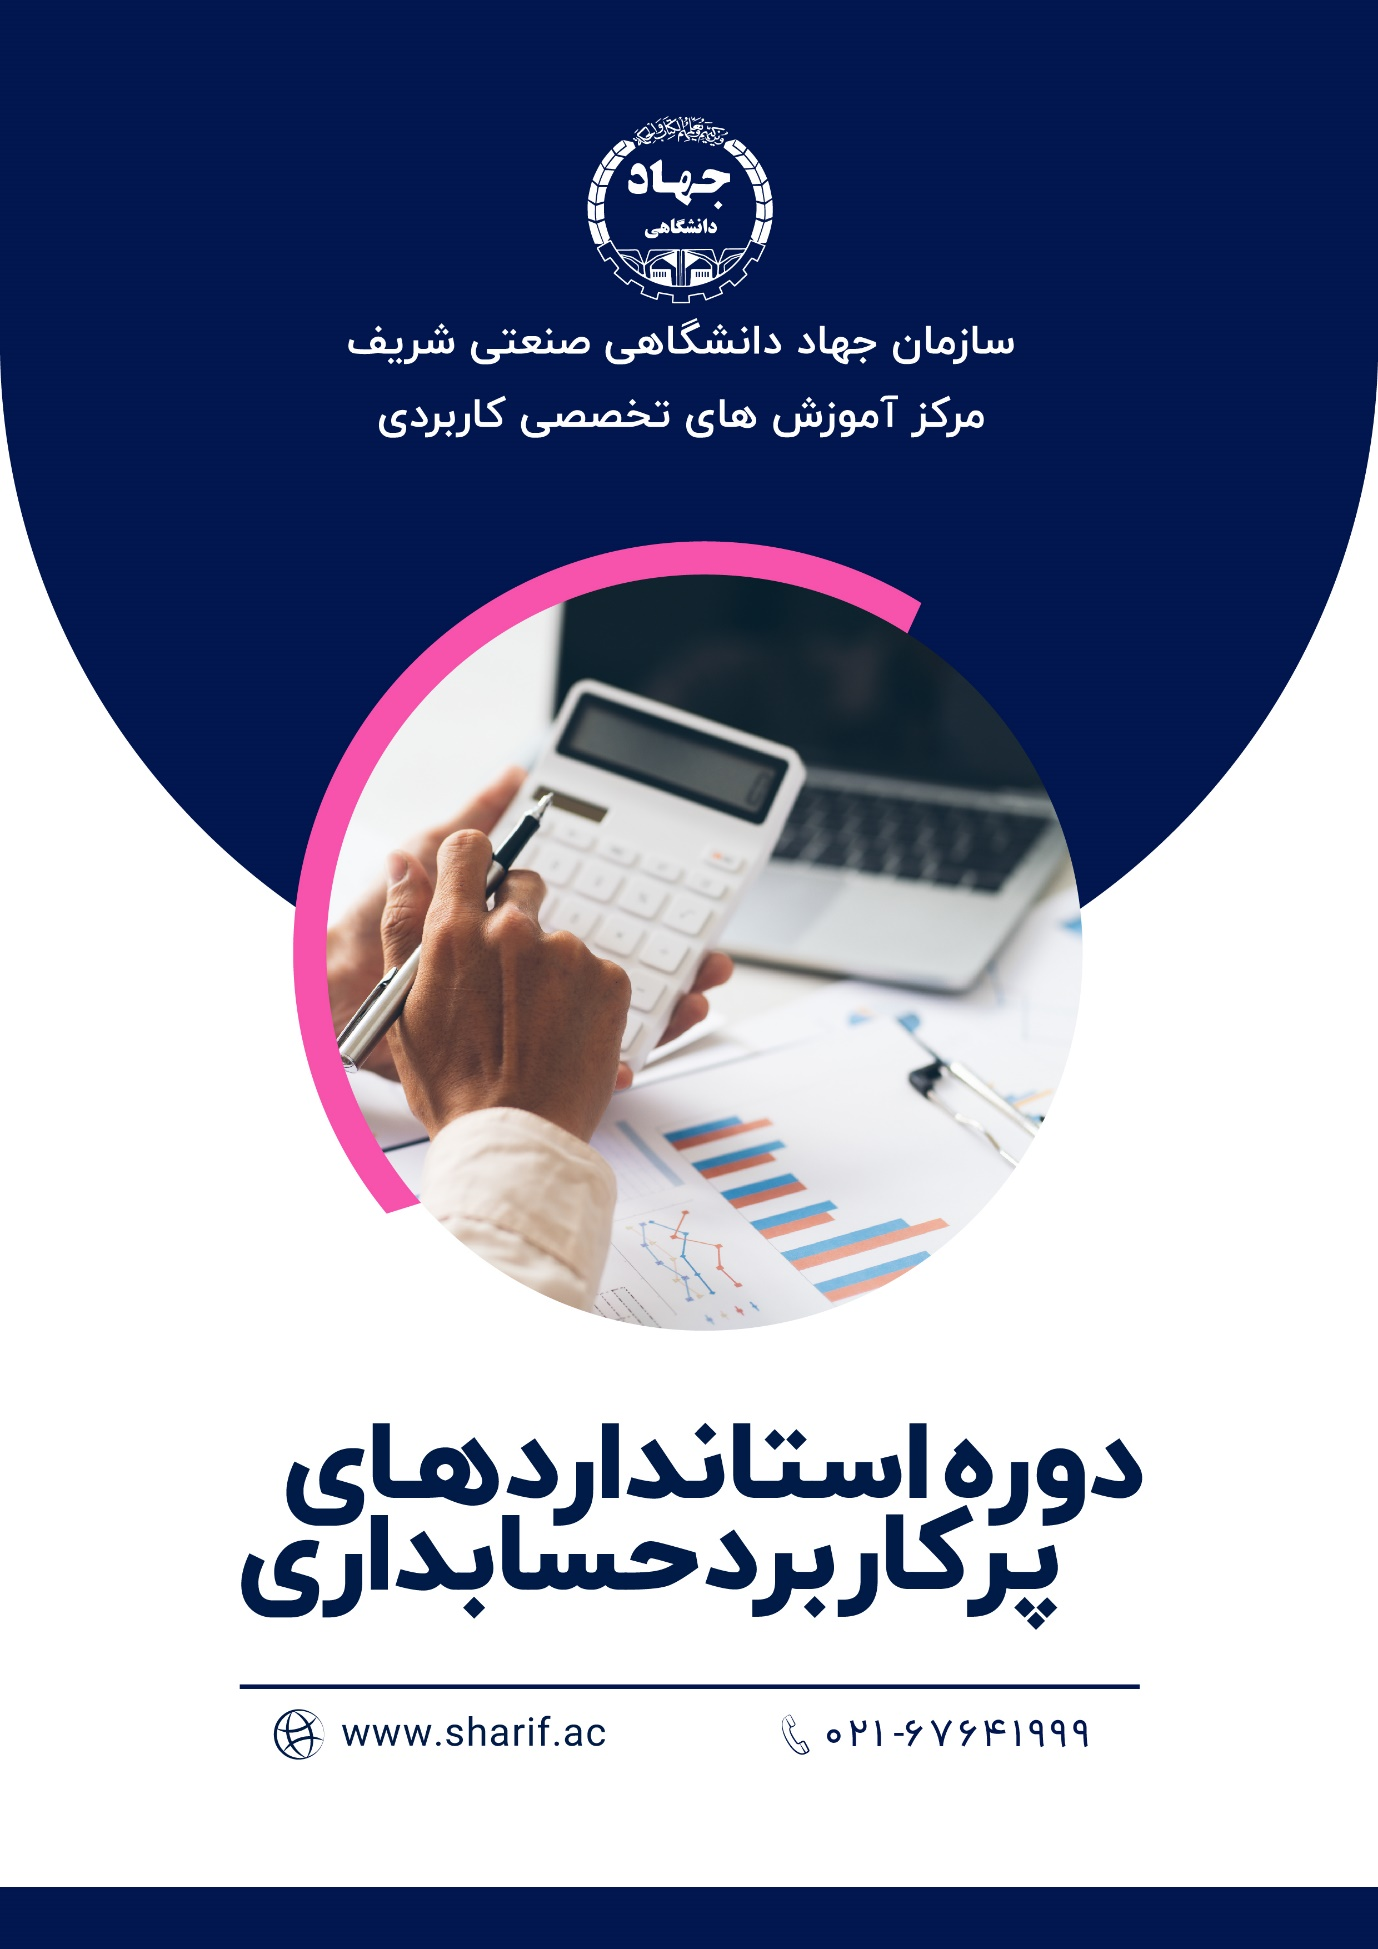 جهاد
دانشگاهی
سازمان جهاد دانشگاهی صنعتی شریف
مرکز آموزش های تخصصی کاربردی
دوره استانداردهای
پرکاربرد حسابداری
www.sharif.ac
۰۲۱-۶۷۶۴۱۹۹۹